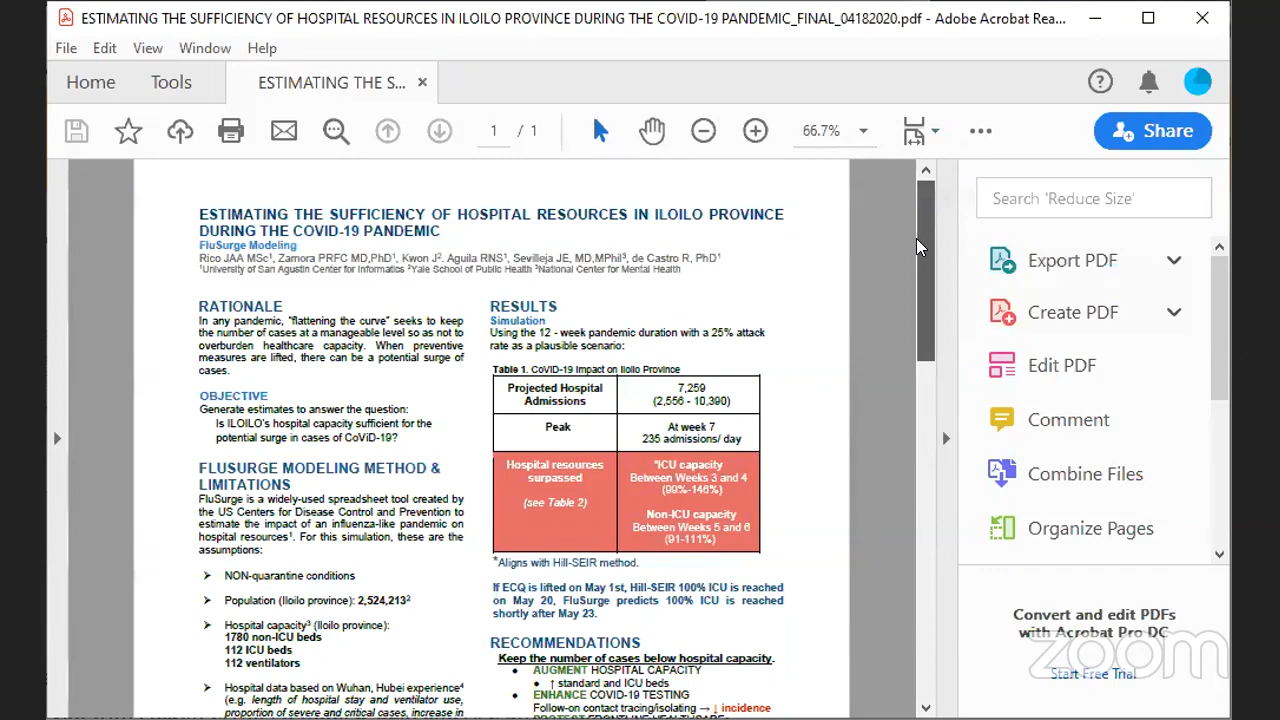 ESTIMATING THE SUFFICIENCY OF HOSPITAL RESOURCES IN ILOILO PROVINCE DURING THE COVID-19 PANDEMIC_FINAL_04182020.pdf - Adobe Acrobat Rea...
File Edit View Window Help
Home Tools ESTIMATING THE S...
1 / 1 66.7% Share
ESTIMATING THE SUFFICIENCY OF HOSPITAL RESOURCES IN ILOILO PROVINCE
DURING THE COVID-19 PANDEMIC
FluSurge Modeling
Rico JAA MSc¹, Zamora PRFC MD,PhD¹, Kwon J². Aguila RNS¹, Sevilleja JE, MD,MPhil³, de Castro R, PhD¹
¹University of San Agustin Center for Informatics ²Yale School of Public Health ³National Center for Mental Health
RATIONALE
In any pandemic, "flattening the curve" seeks to keep
the number of cases at a manageable level so as not to
overburden healthcare capacity. When preventive
measures are lifted, there can be a potential surge of
cases.
OBJECTIVE
Generate estimates to answer the question:
Is ILOILO's hospital capacity sufficient for the
potential surge in cases of CoViD-19?
FLUSURGE MODELING METHOD &
LIMITATIONS
FluSurge is a widely-used spreadsheet tool created by
the US Centers for Disease Control and Prevention to
estimate the impact of an influenza-like pandemic on
hospital resources¹. For this simulation, these are the
assumptions:
➢ NON-quarantine conditions
➢ Population (Iloilo province): 2,524,213²
➢ Hospital capacity³ (Iloilo province):
1780 non-ICU beds
112 ICU beds
112 ventilators
➢ Hospital data based on Wuhan, Hubei experience⁴
(e.g. length of hospital stay and ventilator use,
proportion of severe and critical cases, increase in
RESULTS
Simulation
Using the 12 - week pandemic duration with a 25% attack
rate as a plausible scenario:
Table 1. CoViD-19 Impact on Iloilo Province
Projected Hospital Admissions
7,259
(2,556 - 10,390)
Peak
At week 7
235 admissions/ day
Hospital resources
surpassed
(see Table 2)
*ICU capacity
Between Weeks 3 and 4
(99%-146%)
Non-ICU capacity
Between Weeks 5 and 6
(91-111%)
*Aligns with Hill-SEIR method.
If ECQ is lifted on May 1st, Hill-SEIR 100% ICU is reached
on May 20, FluSurge predicts 100% ICU is reached
shortly after May 23.
RECOMMENDATIONS
Keep the number of cases below hospital capacity.
• AUGMENT HOSPITAL CAPACITY
• ↑ standard and ICU beds
• ENHANCE COVID-19 TESTING
Follow-on contact tracing/isolating → ↓ incidence
Search 'Reduce Size'
Export PDF
Create PDF
Edit PDF
Comment
Combine Files
Organize Pages
Convert and edit PDFs
with Acrobat Pro DC
Start Free Trial
zoom